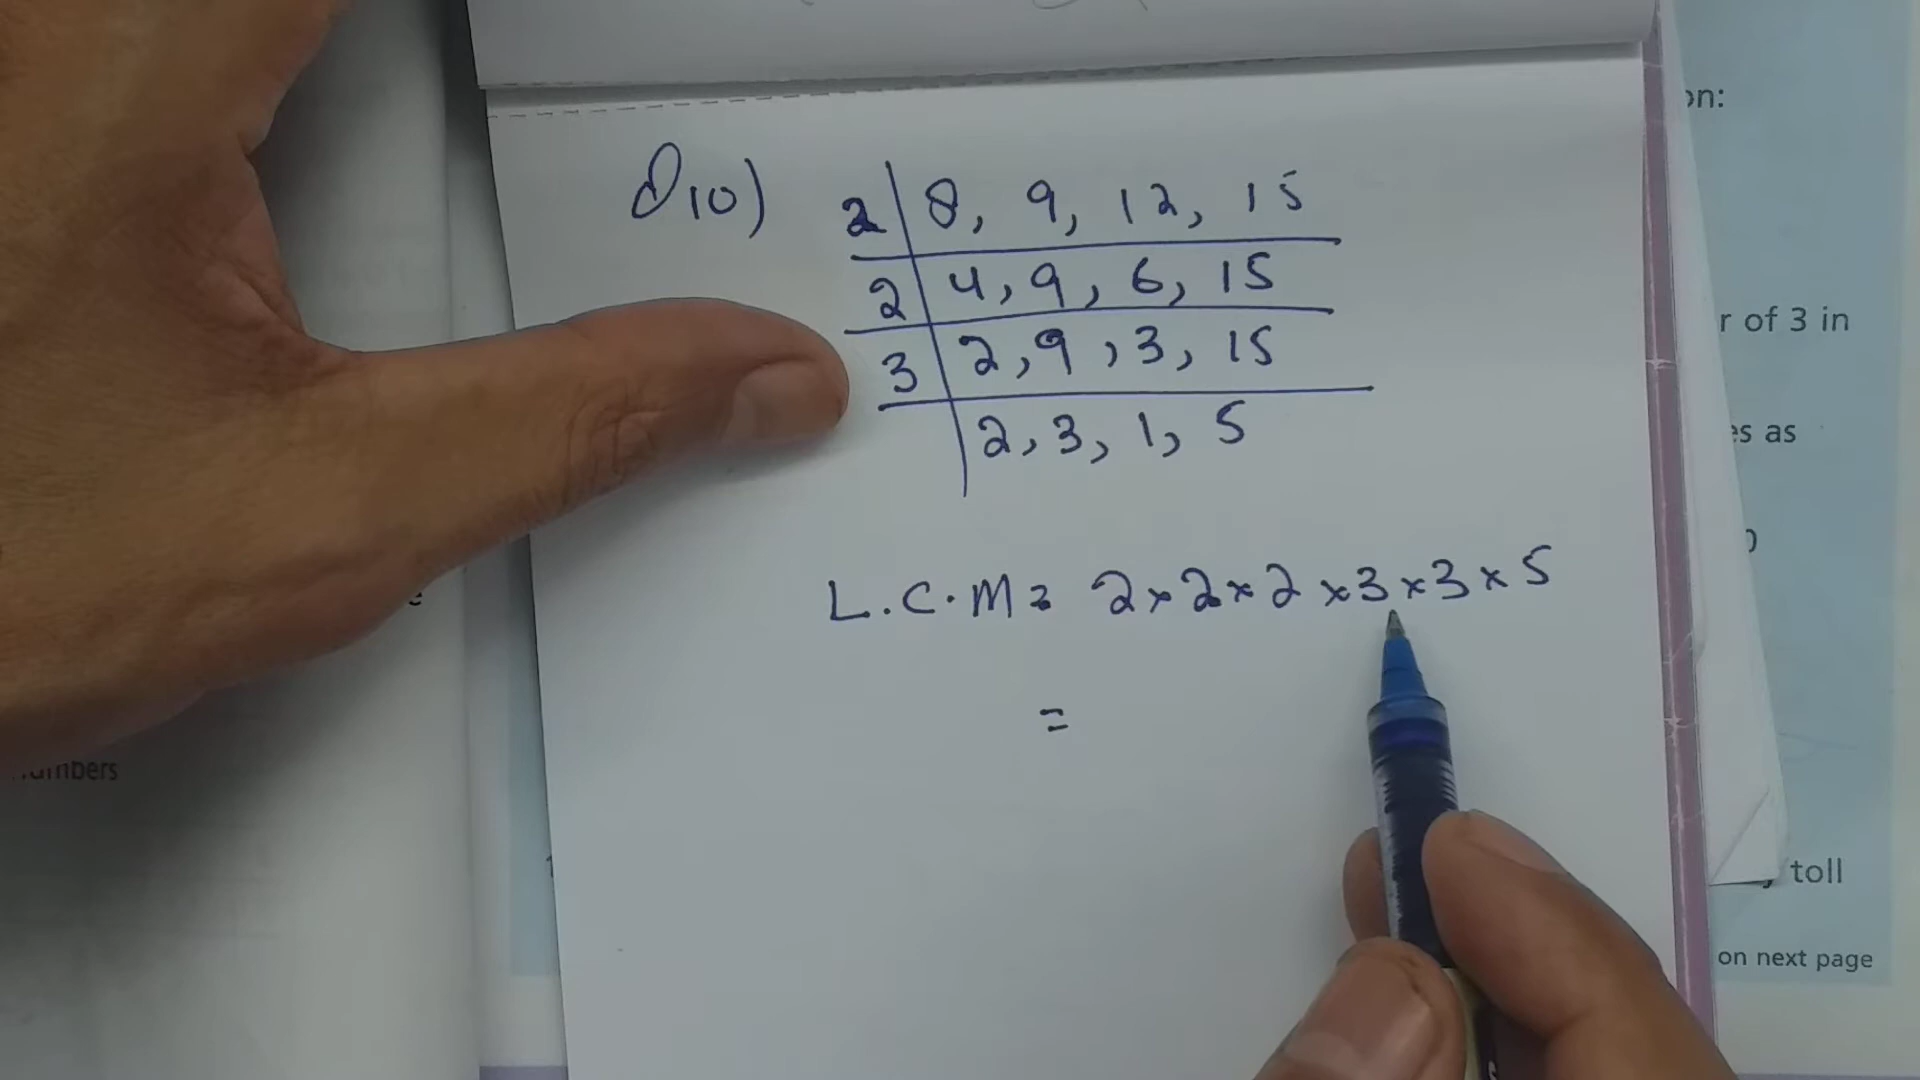 Q10) 2 | 8, 9, 12, 15
2 | 4, 9, 6, 15
3 | 2, 9, 3, 15
2, 3, 1, 5
L.C.M = 2 × 2 × 2 × 3 × 3 × 5
=
on:
r of 3 in
es as
toll
on next page
umbers